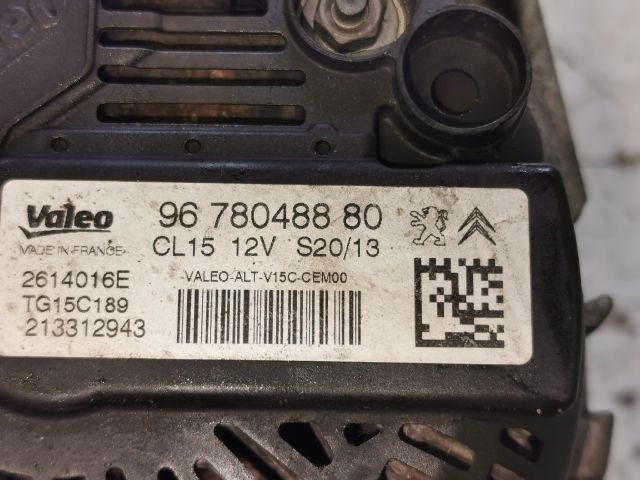 Valeo
96 780488 80
MADE IN FRANCE
CL15 12V S20/13
2614016E
VALEO-ALT-V15C-CEM00
TG15C189
213312943